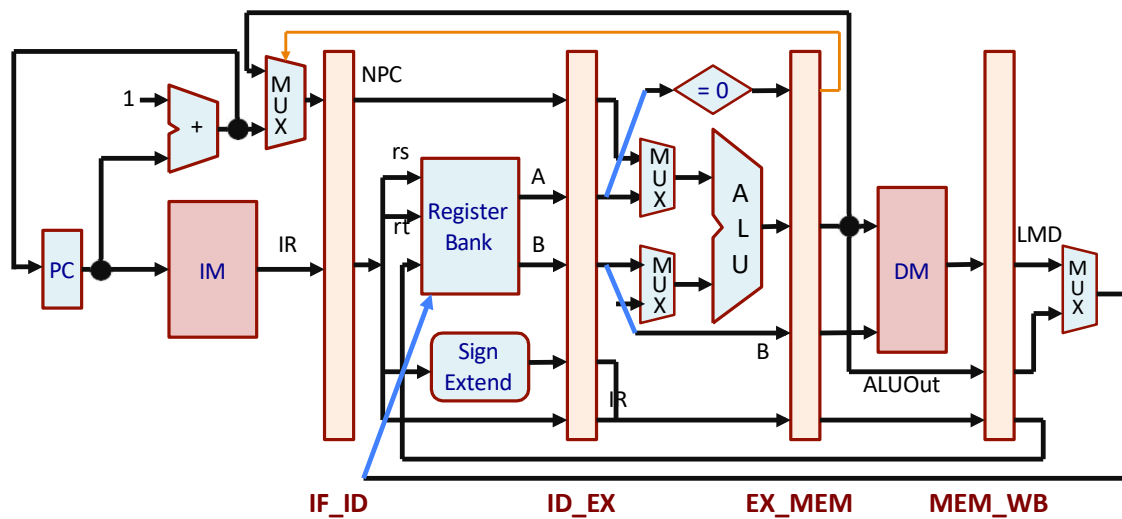 NPC
MUX
= 0
1
+
rs
A
MUX
ALU
Register
Bank
rt
IR
PC
IM
B
MUX
DM
LMD
MUX
Sign
Extend
B
ALUOut
IR
IF_ID
ID_EX
EX_MEM
MEM_WB